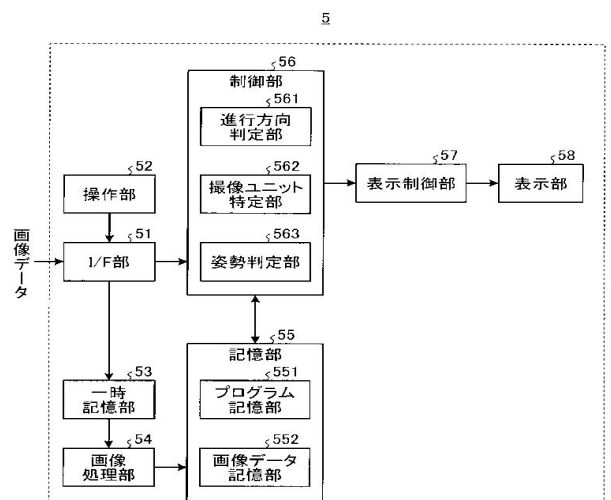 5
56
制御部
561
進行方向
判定部
562
撮像ユニット
特定部
563
姿勢判定部
57
表示制御部
58
表示部
52
操作部
51
I/F部
画像データ
53
一時
記憶部
54
画像
処理部
55
記憶部
551
プログラム
記憶部
552
画像データ
記憶部